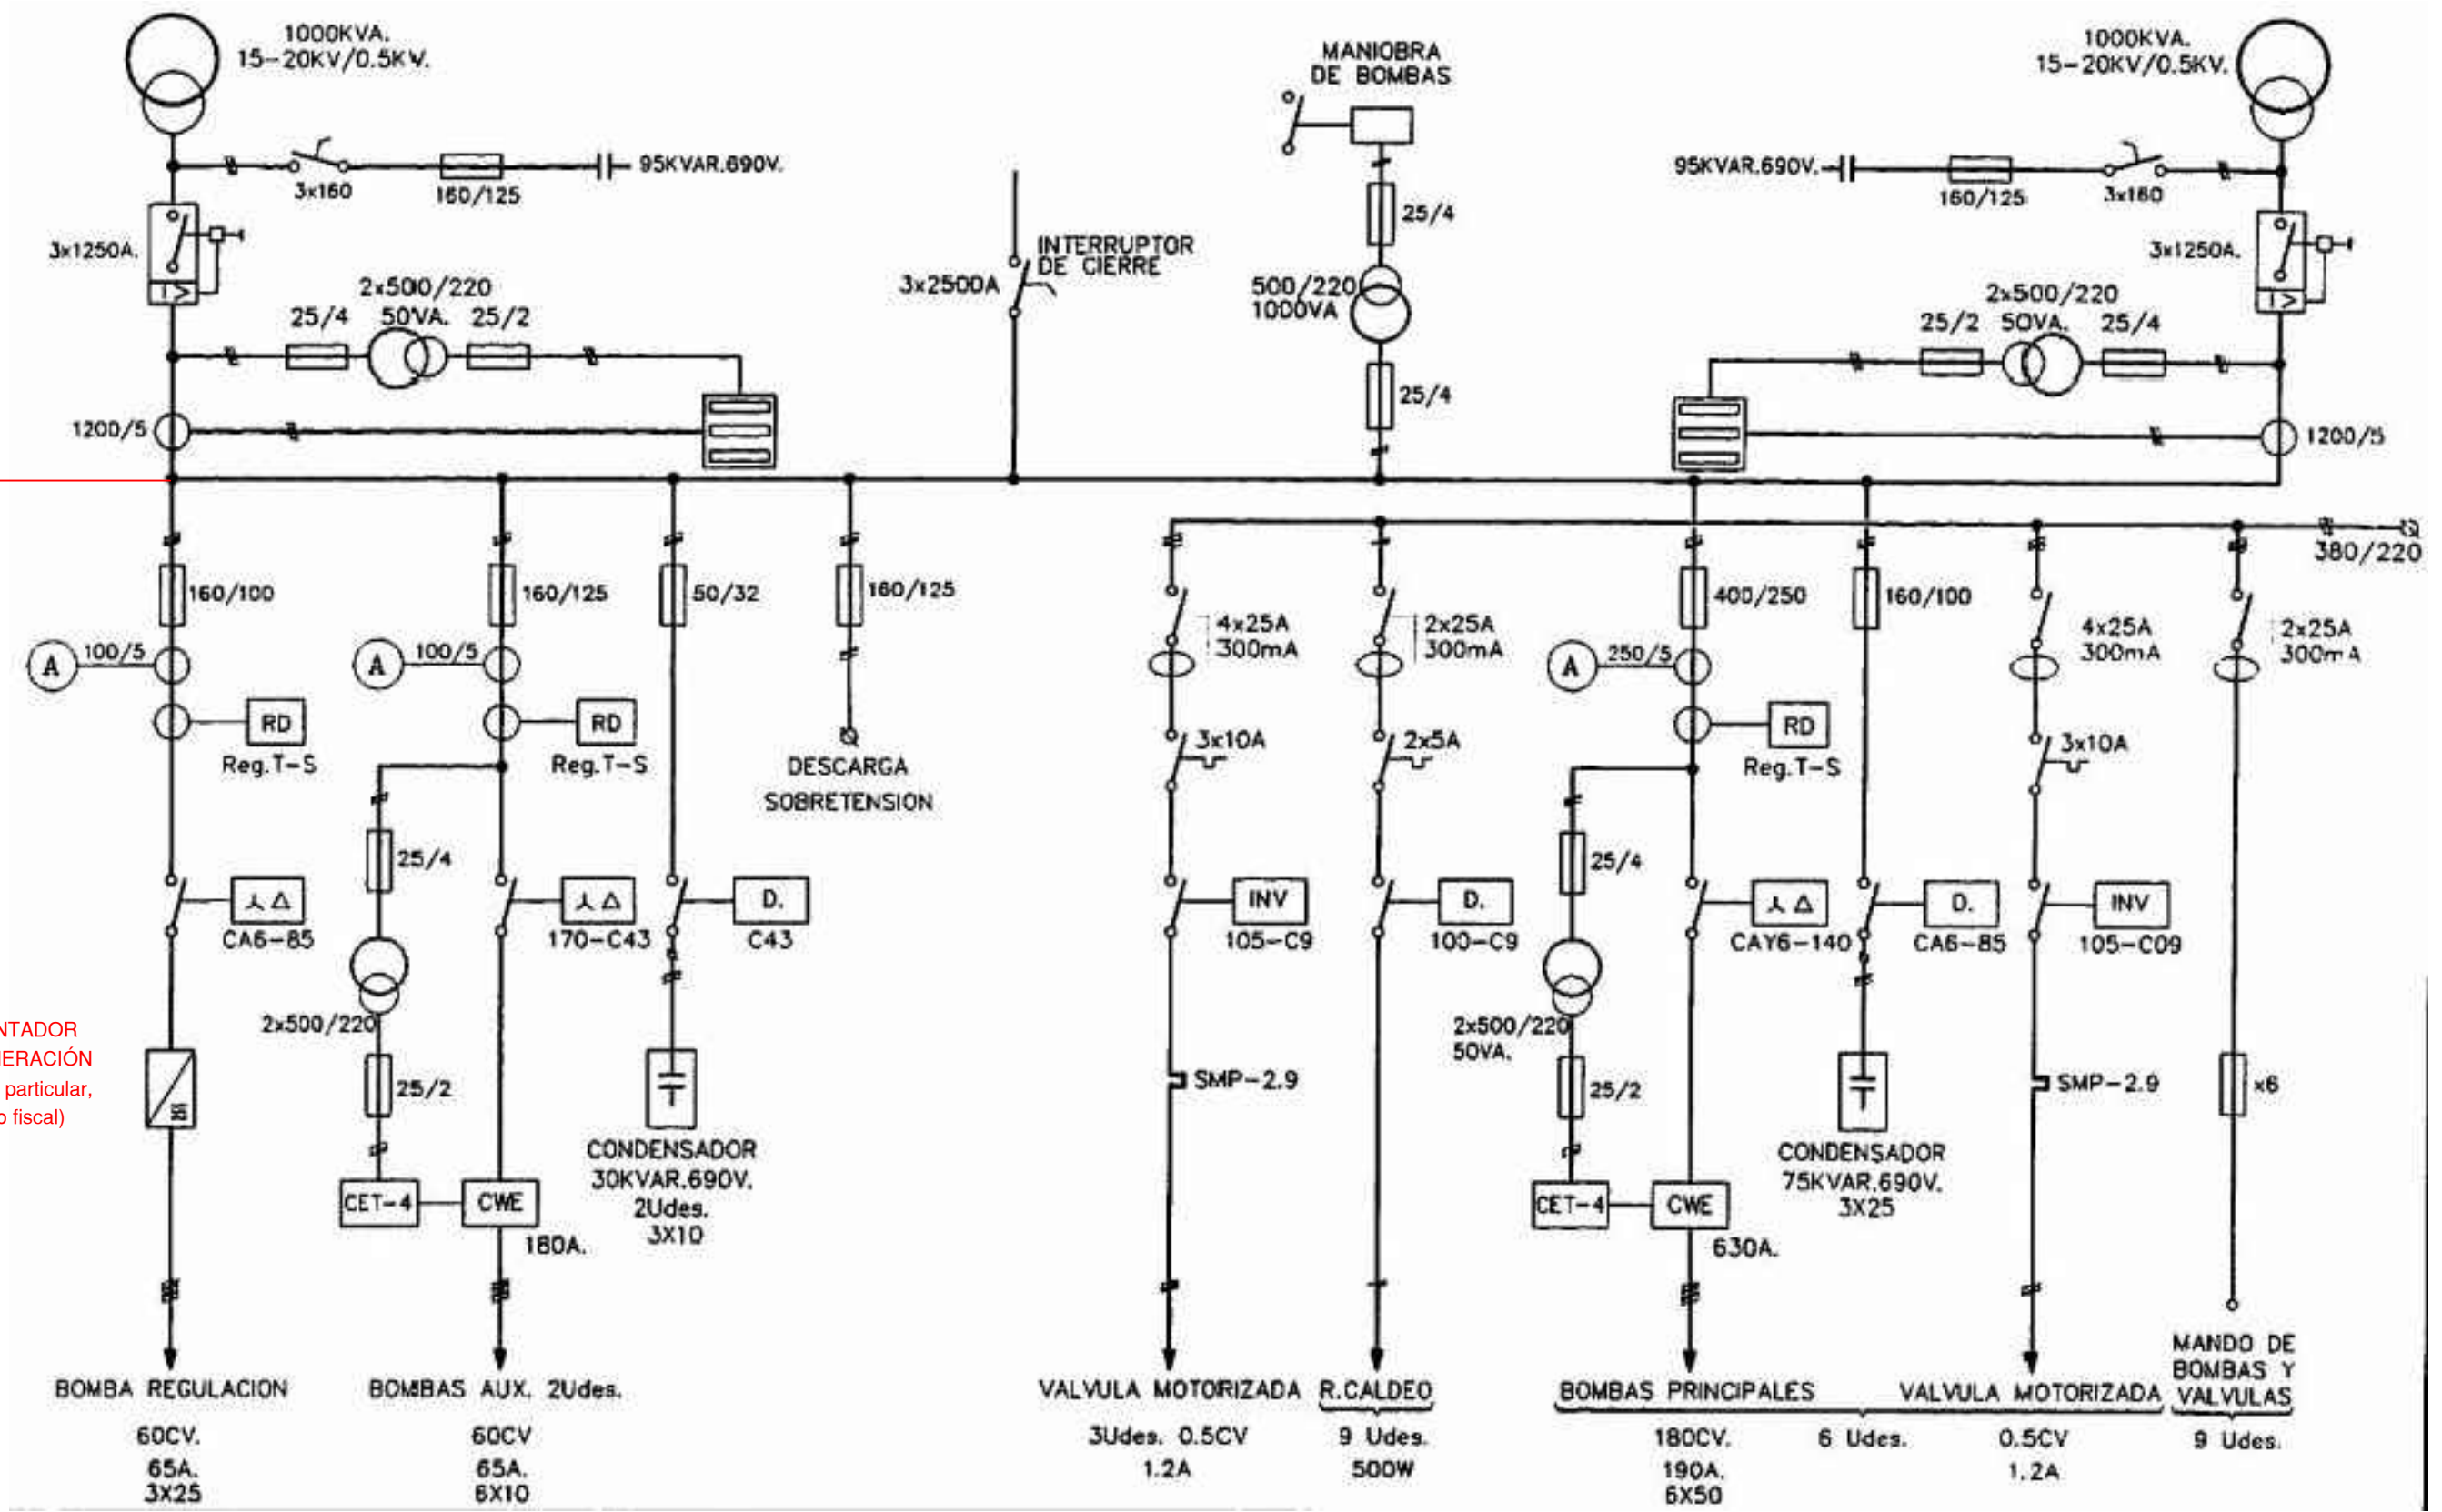 1000KVA.
15-20KV/0.5KV.
3x160
160/125
95KVAR.690V.
3x1250A.
I>
2x500/220
25/4
50VA.
25/2
1200/5
3x2500A
INTERRUPTOR
DE CIERRE
MANIOBRA
DE BOMBAS
25/4
500/220
1000VA
25/4
1000KVA.
15-20KV/0.5KV.
95KVAR.690V.
160/125
3x160
3x1250A.
I>
2x500/220
25/2
50VA.
25/4
1200/5
380/220
160/100
A
100/5
RD
Reg.T-S
CA6-85
160/125
A
100/5
RD
Reg.T-S
25/4
170-C43
2x500/220
25/2
CET-4
CWE
180A.
50/32
D.
C43
CONDENSADOR
30KVAR.690V.
2Udes.
3X10
160/125
DESCARGA
SOBRETENSION
4x25A
300mA
3x10A
INV
105-C9
SMP-2.9
2x25A
300mA
2x5A
D.
100-C9
400/250
A
250/5
RD
Reg.T-S
25/4
CAY6-140
2x500/220
50VA.
25/2
CET-4
CWE
630A.
160/100
D.
CA6-85
CONDENSADOR
75KVAR.690V.
3X25
4x25A
300mA
3x10A
INV
105-C09
SMP-2.9
2x25A
300mA
x6
NTADOR
NERACIÓN
particular,
o fiscal)
BOMBA REGULACION
60CV.
65A.
3X25
BOMBAS AUX. 2Udes.
60CV
65A.
6X10
VALVULA MOTORIZADA
3Udes. 0.5CV
1.2A
R.CALDEO
9 Udes.
500W
BOMBAS PRINCIPALES
180CV.
190A.
6X50
6 Udes.
VALVULA MOTORIZADA
0.5CV
1.2A
MANDO DE
BOMBAS Y
VALVULAS
9 Udes.